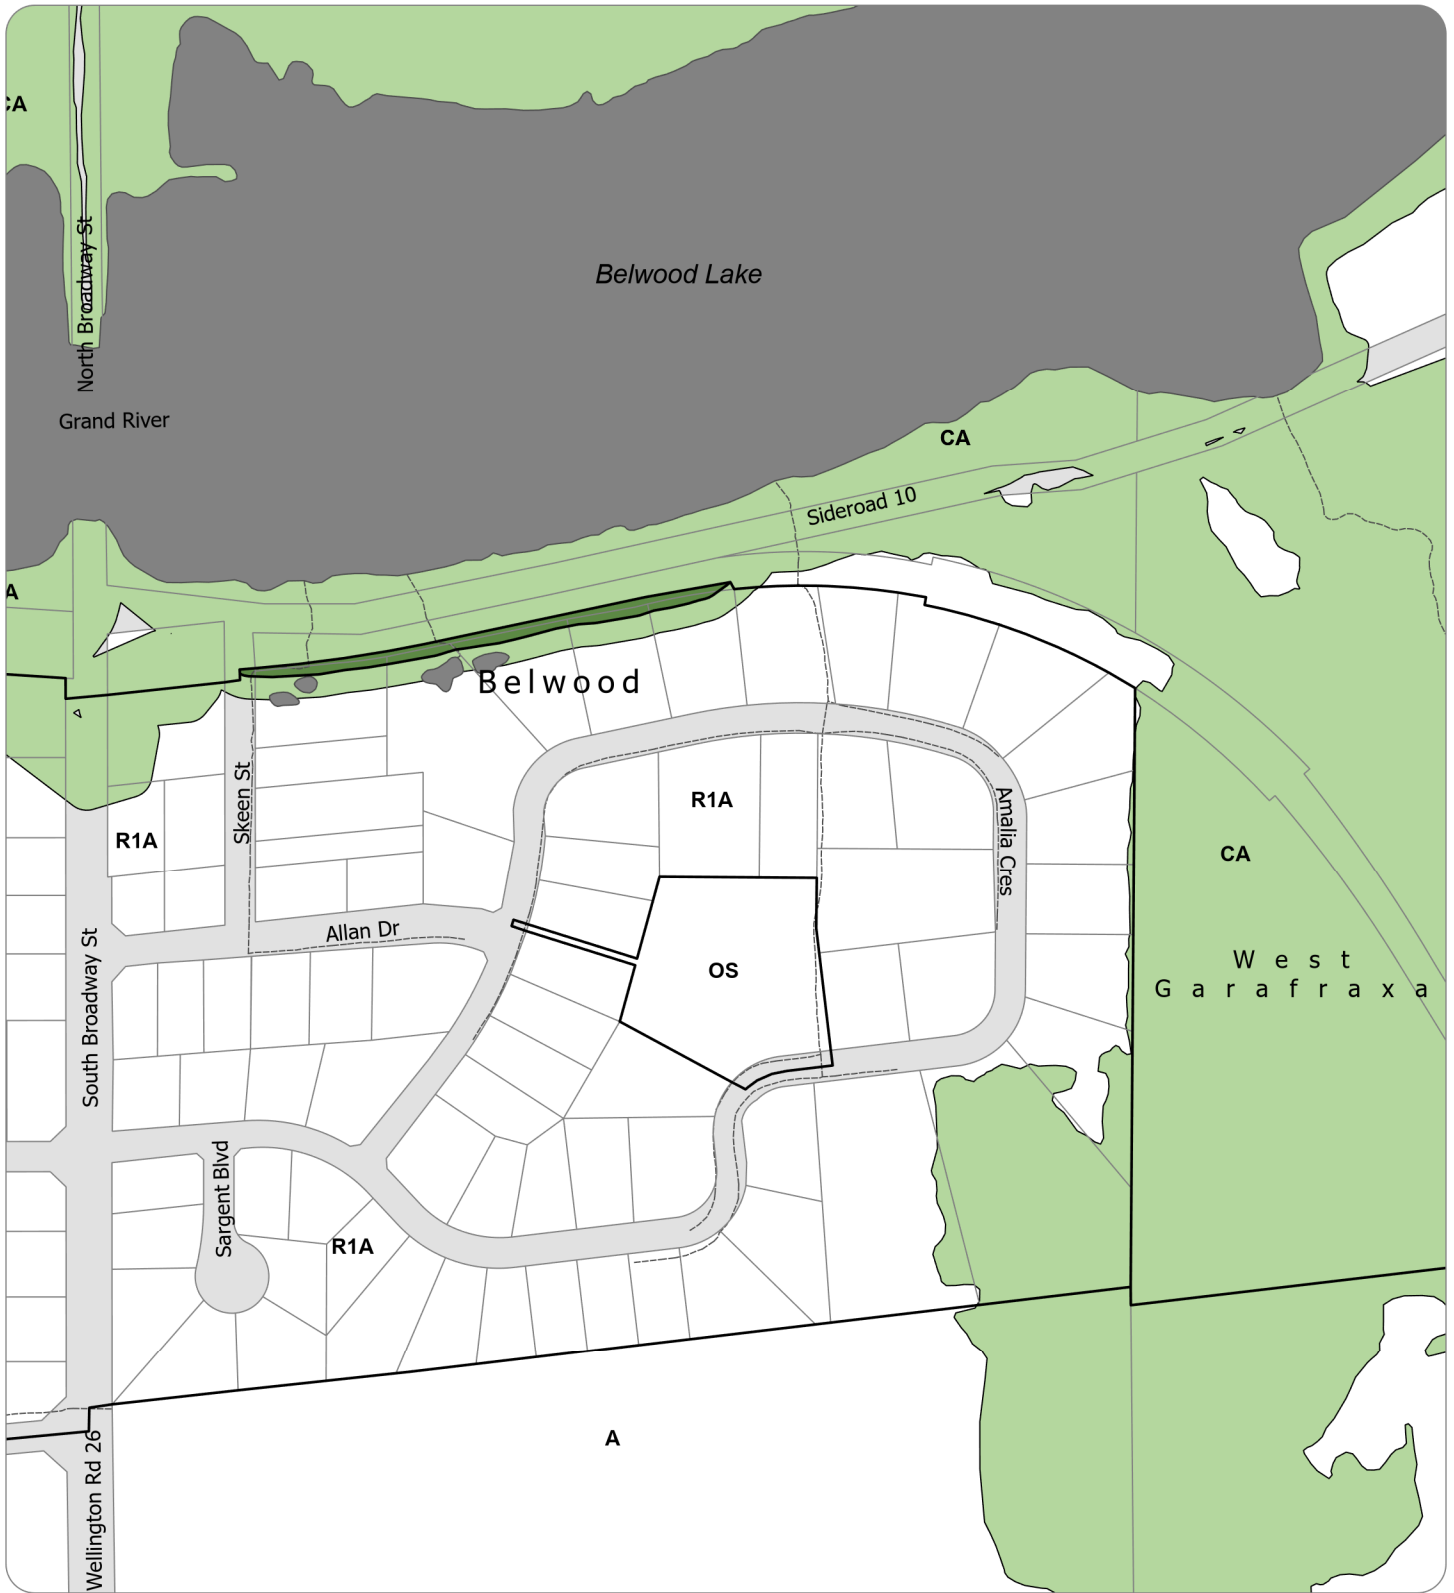 CA
North Broadway St
Belwood Lake
Grand River
CA
Sideroad 10
A
Belwood
Skeen St
R1A
R1A
Amalia Cres
CA
Allan Dr
OS
West
Garafraxa
South Broadway St
Sargent Blvd
R1A
A
Wellington Rd 26